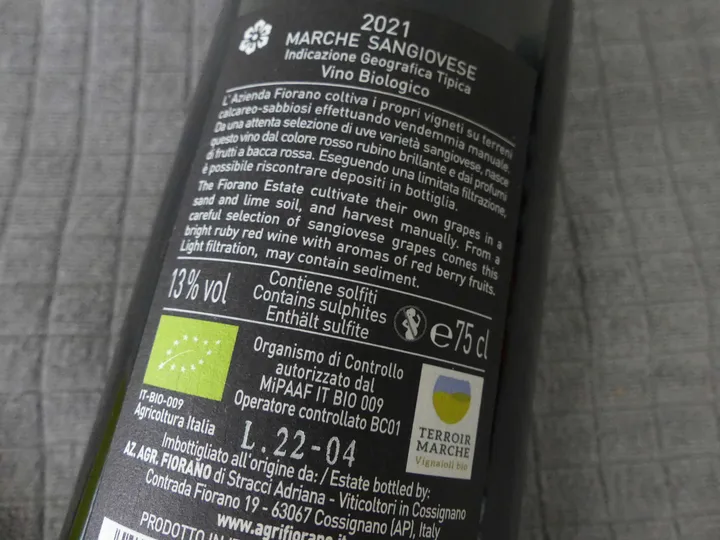 2021
MARCHE SANGIOVESE
Indicazione Geografica Tipica
Vino Biologico
L'Azienda Fiorano coltiva i propri vigneti su terreni
calcareo-sabbiosi effettuando vendemmia manuale.
Da una attenta selezione di uve varietà sangiovese, nasce
questo vino dal colore rosso rubino brillante e dai profumi
di frutti a bacca rossa. Eseguendo una limitata filtrazione,
è possibile riscontrare depositi in bottiglia.
The Fiorano Estate cultivate their own grapes in a
sand and lime soil, and harvest manually. From a
careful selection of sangiovese grapes comes this
bright ruby red wine with aromas of red berry fruits.
Light filtration, may contain sediment.
13% vol
Contiene solfiti
Contains sulphites
Enthält sulfite
e 75 cl
Organismo di Controllo
autorizzato dal
MiPAAF IT BIO 009
Operatore controllato BC01
IT-BIO-009
Agricoltura Italia
TERROIR
MARCHE
Vignaioli bio
L.22-04
Imbottigliato all'origine da: / Estate bottled by:
AZ. AGR. FIORANO di Stracci Adriana - Viticoltori in Cossignano
Contrada Fiorano 19 - 63067 Cossignano (AP), Italy
www.agrifiorano.it
PRODOTTO IN